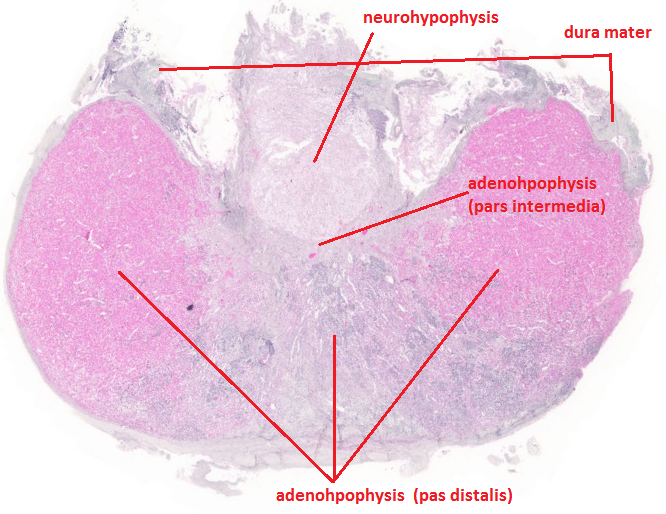 neurohypophysis
dura mater
adenohpophysis
(pars intermedia)
adenohpophysis (pas distalis)